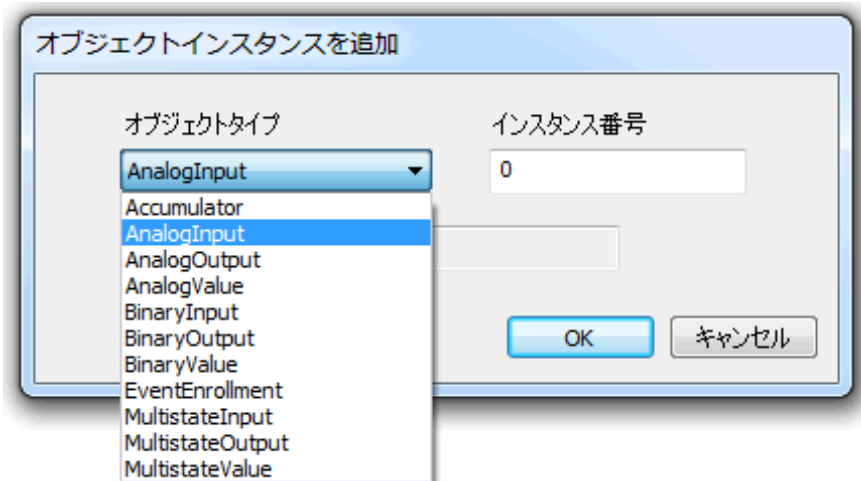 オブジェクトインスタンスを追加
オブジェクトタイプ
インスタンス番号
AnalogInput
0
Accumulator
AnalogInput
AnalogOutput
AnalogValue
BinaryInput
BinaryOutput
BinaryValue
EventEnrollment
MultistateInput
MultistateOutput
MultistateValue
OK
キャンセル